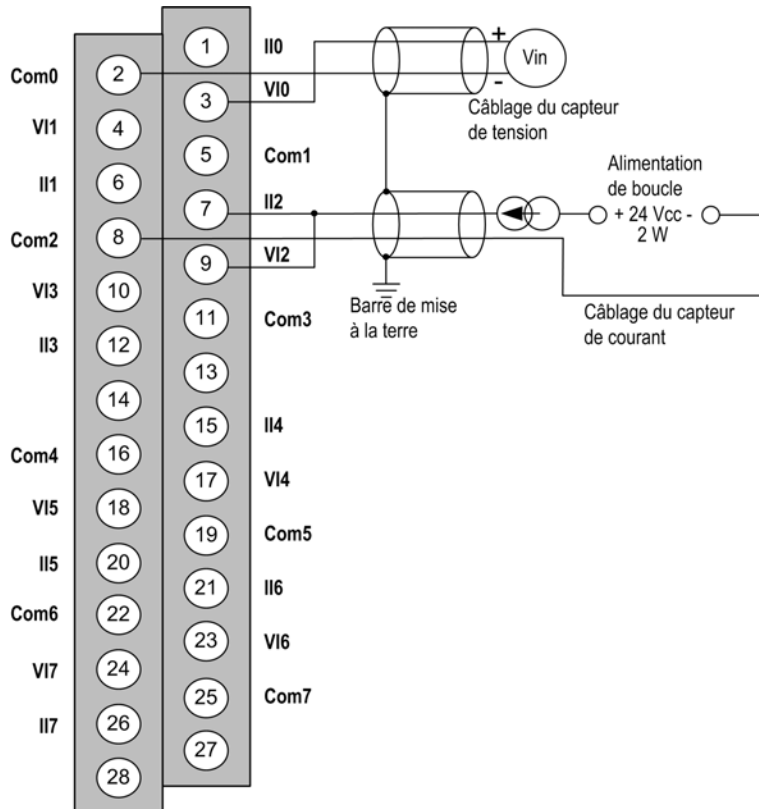 1 II0
Com0 2
3 VI0
VI1 4
5 Com1
II1 6
7 II2
Com2 8
9 VI2
VI3 10
11 Com3
II3 12
13
14
15 II4
Com4 16
17 VI4
VI5 18
19 Com5
II5 20
21 II6
Com6 22
23 VI6
VI7 24
25 Com7
II7 26
27
28
+
Vin
-
Câblage du capteur
de tension
Alimentation
de boucle
+ 24 Vcc -
2 W
Barre de mise
à la terre
Câblage du capteur
de courant